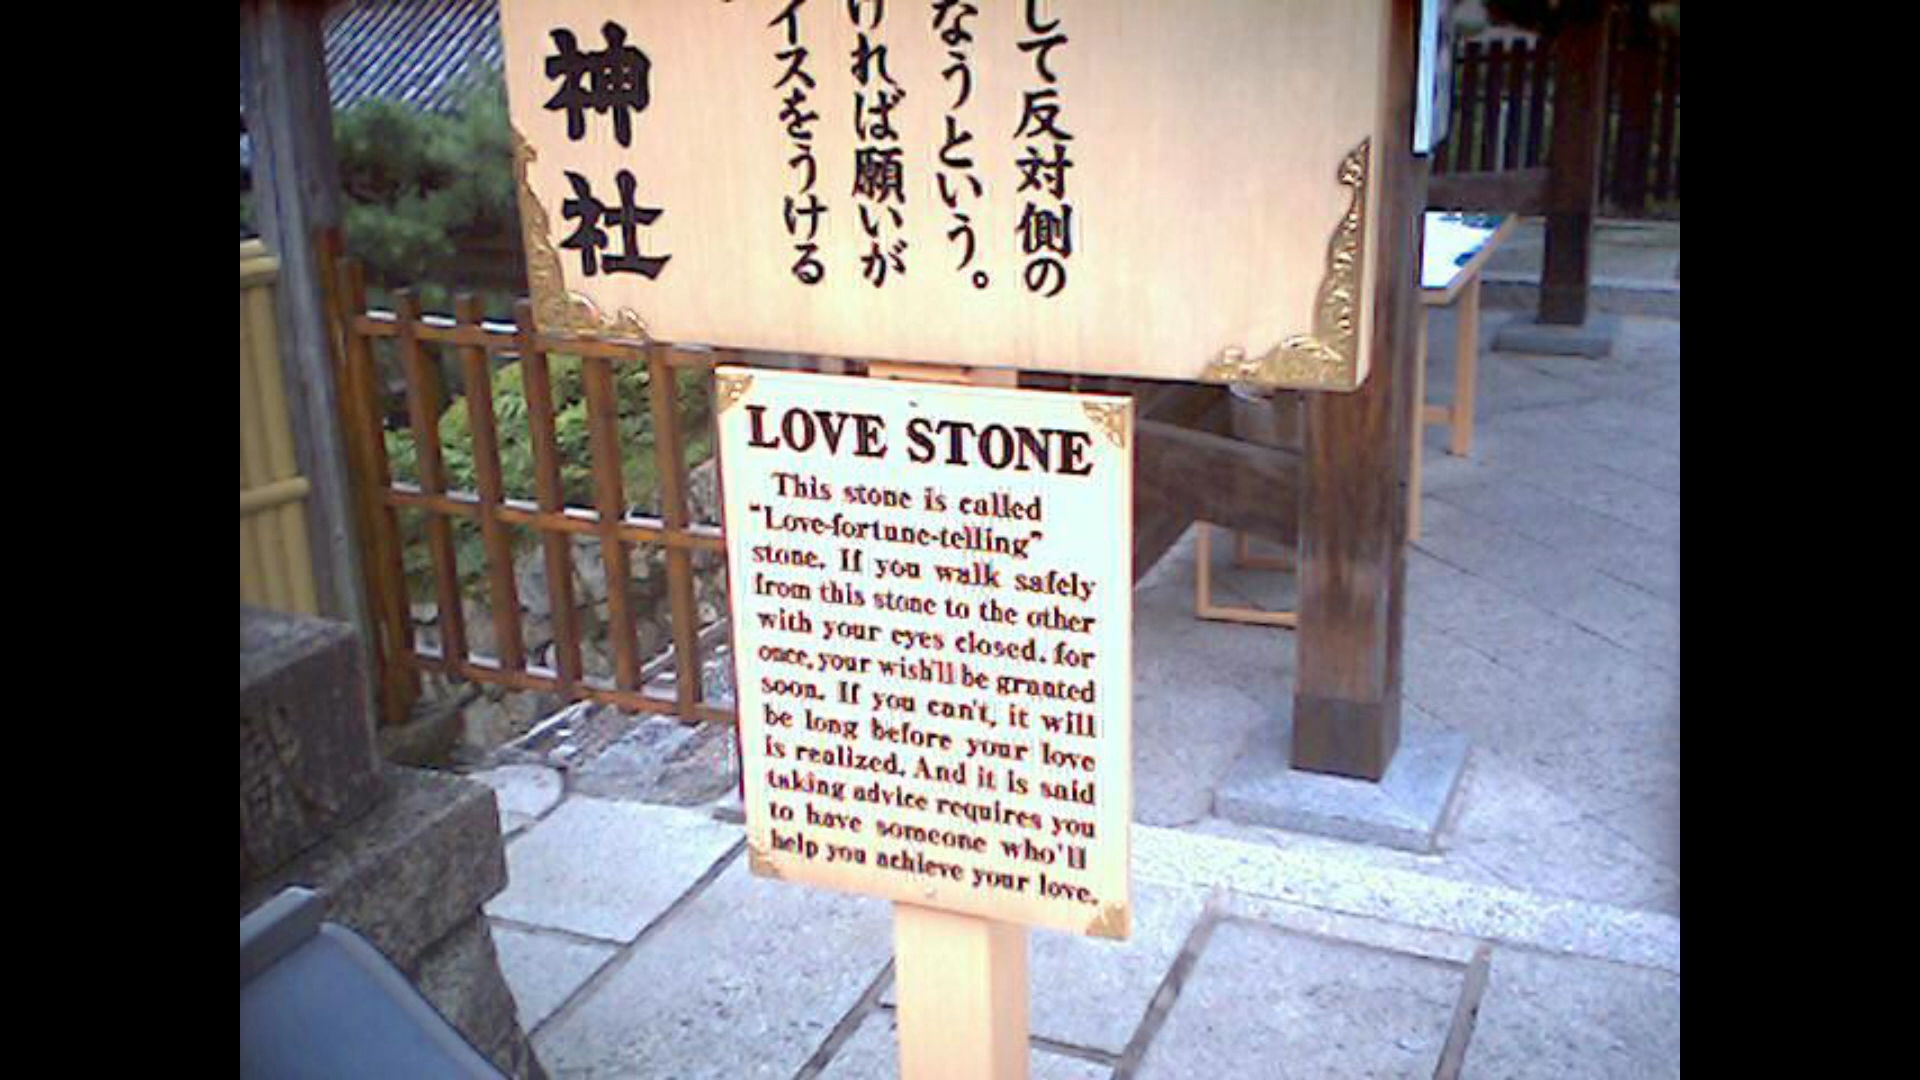 して反対側の
なうという。
ければ願いが
イスをうける
神社
LOVE STONE
This stone is called
"Love-fortune-telling"
stone. If you walk safely
from this stone to the other
with your eyes closed. for
once, your wish'll be granted
soon. If you can't, it will
be long before your love
is realized. And it is said
taking advice requires you
to have someone who'll
help you achieve your love.